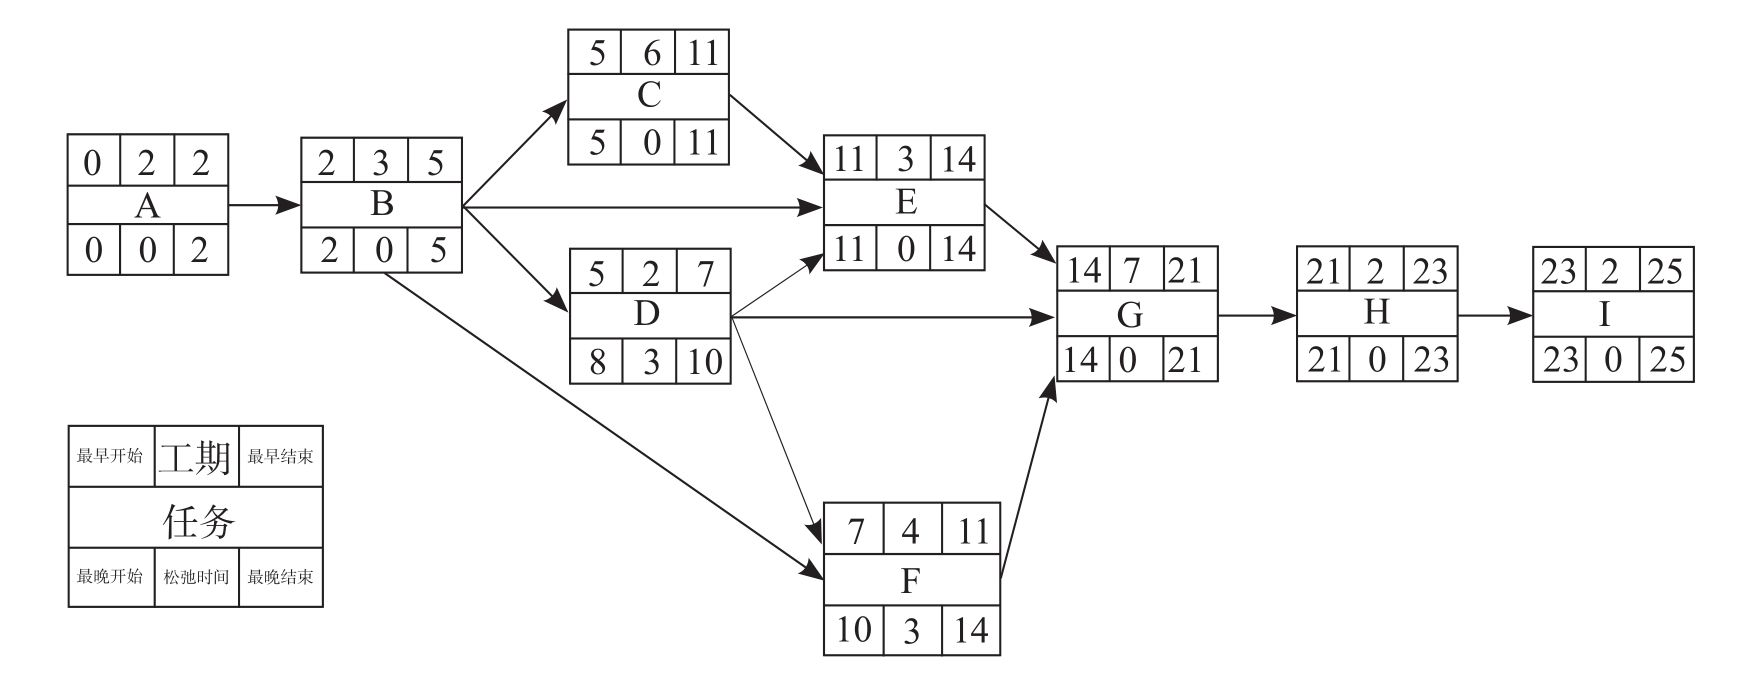 5 6 11
C
5 0 11
0 2 2
A
0 0 2
2 3 5
B
2 0 5
11 3 14
E
11 0 14
5 2 7
D
8 3 10
14 7 21
G
14 0 21
21 2 23
H
21 0 23
23 2 25
I
23 0 25
最早开始 工期 最早结束
任务
最晚开始 松弛时间 最晚结束
7 4 11
F
10 3 14